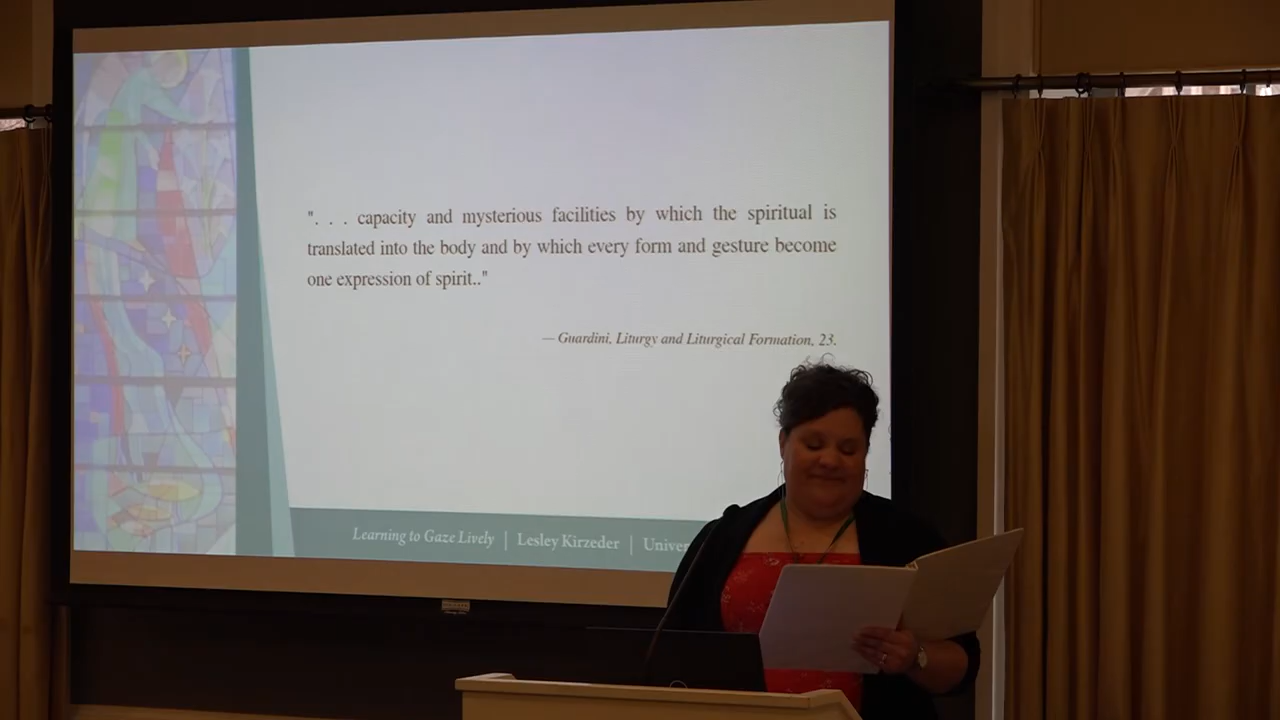 ". . . capacity and mysterious facilities by which the spiritual is
translated into the body and by which every form and gesture become
one expression of spirit.."
— Guardini, Liturgy and Liturgical Formation, 23.
Learning to Gaze Lively | Lesley Kirzeder | Univer